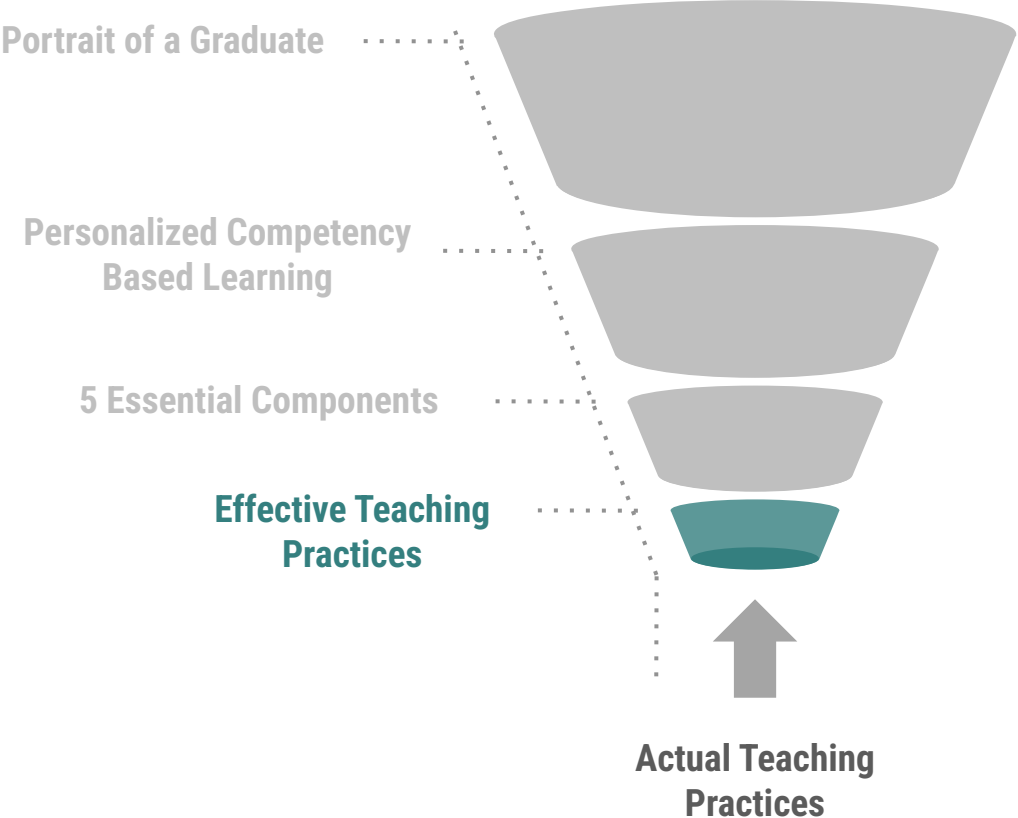 Portrait of a Graduate
Personalized Competency
Based Learning
5 Essential Components
Effective Teaching
Practices
Actual Teaching
Practices